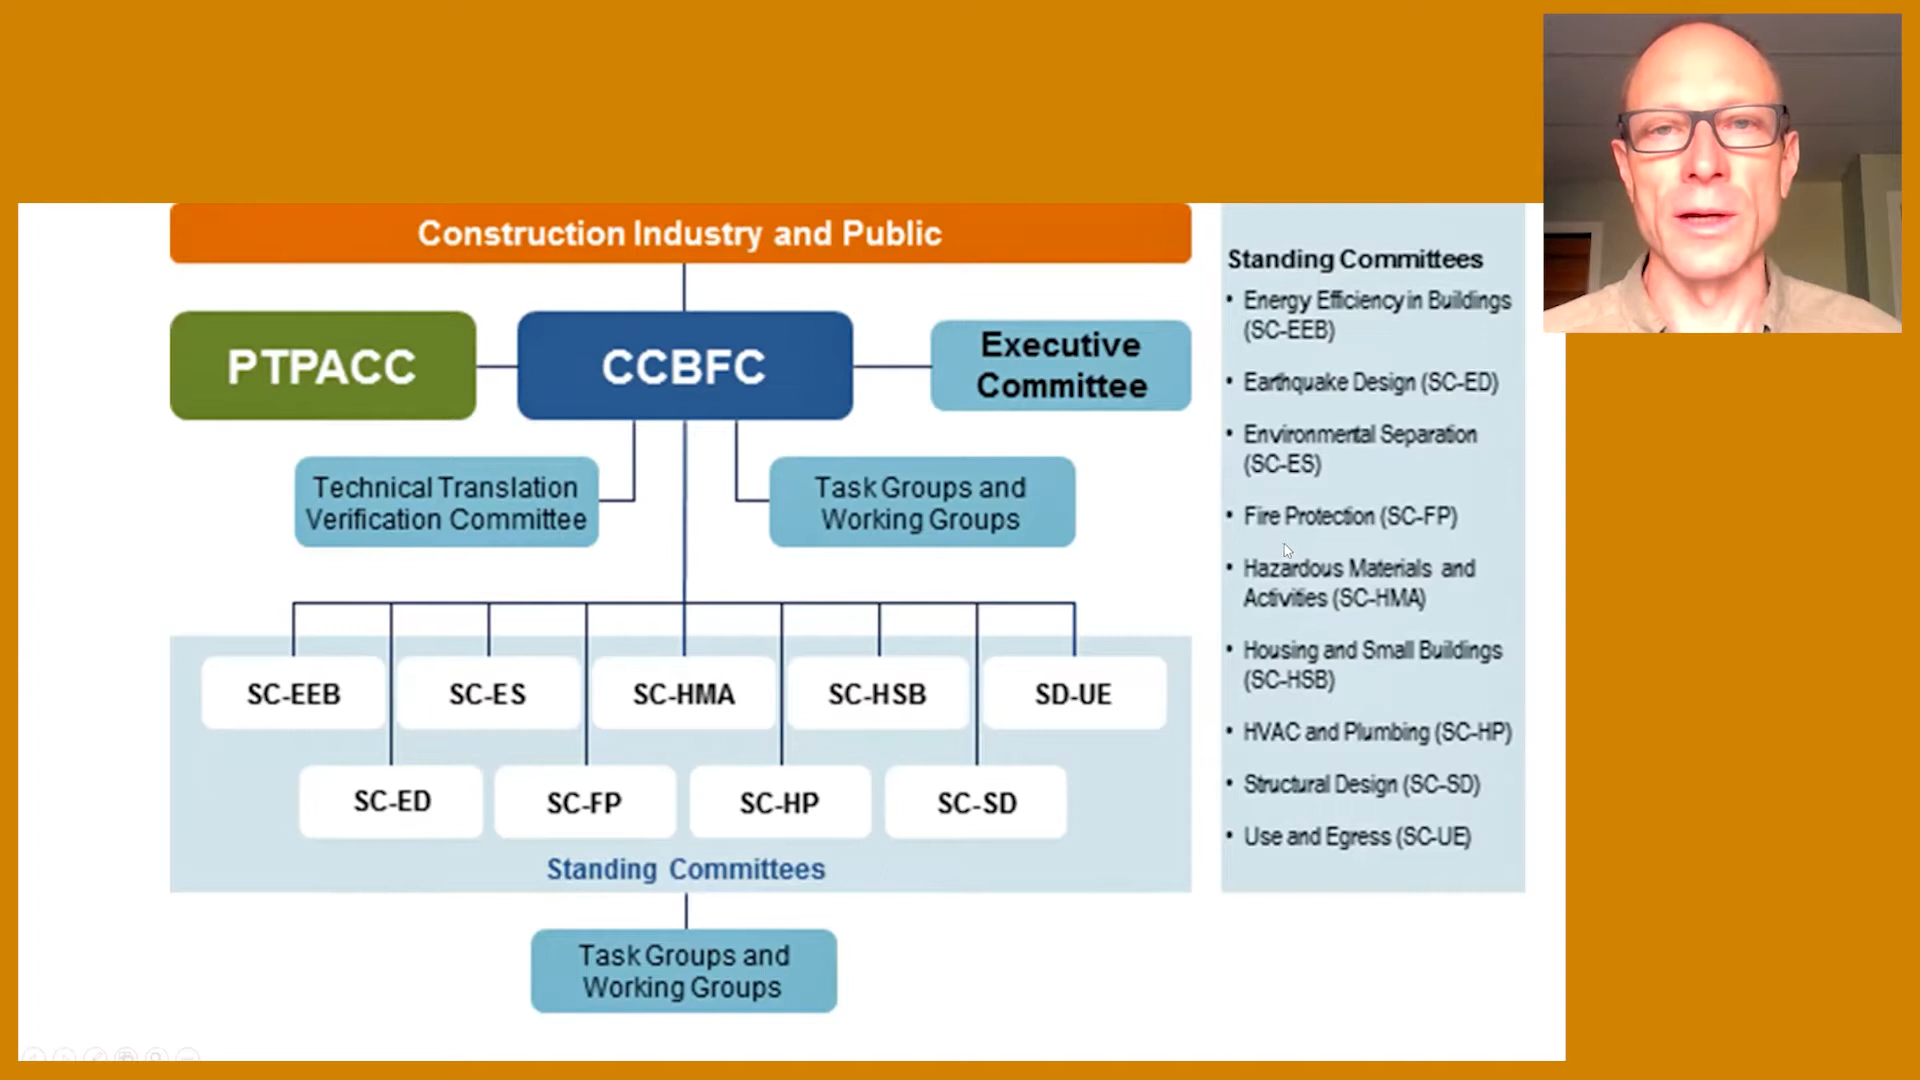 Construction Industry and Public
PTPACC
CCBFC
Executive
Committee
Technical Translation
Verification Committee
Task Groups and
Working Groups
SC-EEB
SC-ES
SC-HMA
SC-HSB
SD-UE
SC-ED
SC-FP
SC-HP
SC-SD
Standing Committees
Task Groups and
Working Groups
Standing Committees
• Energy Efficiency in Buildings
(SC-EEB)
• Earthquake Design (SC-ED)
• Environmental Separation
(SC-ES)
• Fire Protection (SC-FP)
• Hazardous Materials and
Activities (SC-HMA)
• Housing and Small Buildings
(SC-HSB)
• HVAC and Plumbing (SC-HP)
• Structural Design (SC-SD)
• Use and Egress (SC-UE)